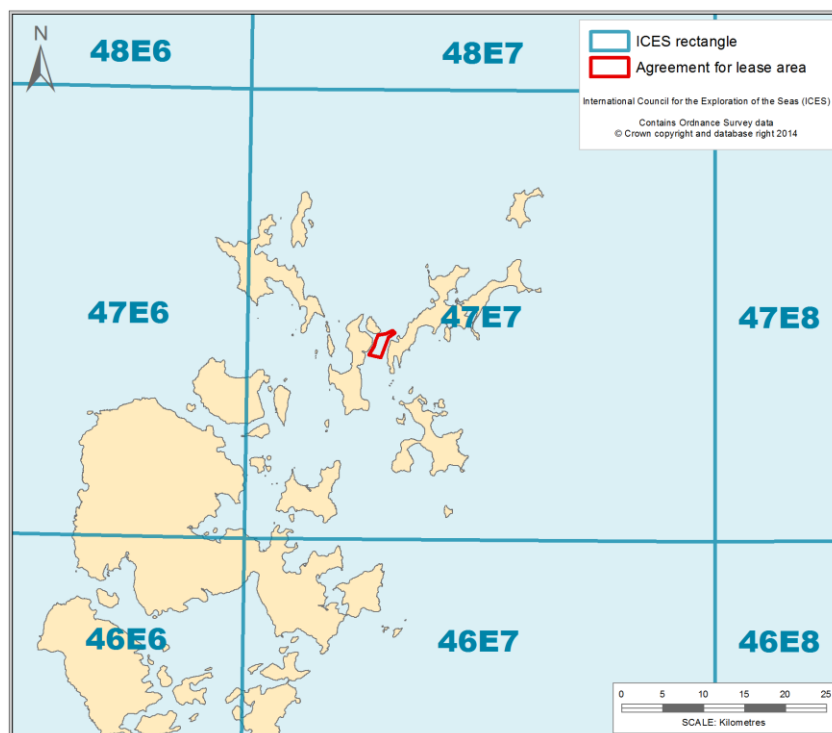 N
48E6
48E7
ICES rectangle
Agreement for lease area
International Council for the Exploration of the Seas (ICES)
Contains Ordnance Survey data
© Crown copyright and database right 2014
47E6
47E7
47E8
46E6
46E7
46E8
0 5 10 15 20 25
SCALE: Kilometres